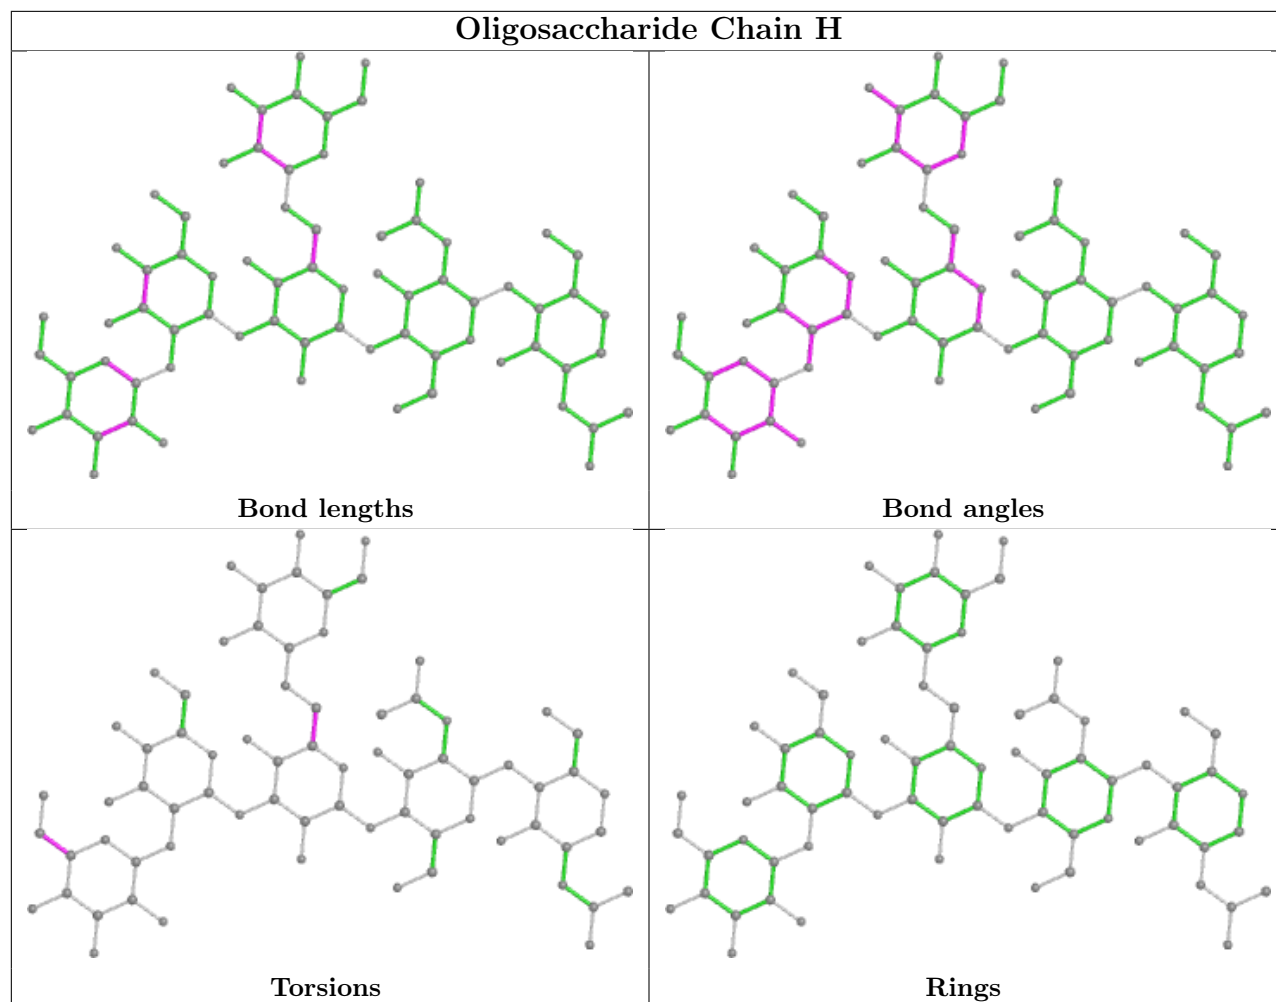 Oligosaccharide Chain H
Bond lengths
Bond angles
Torsions
Rings